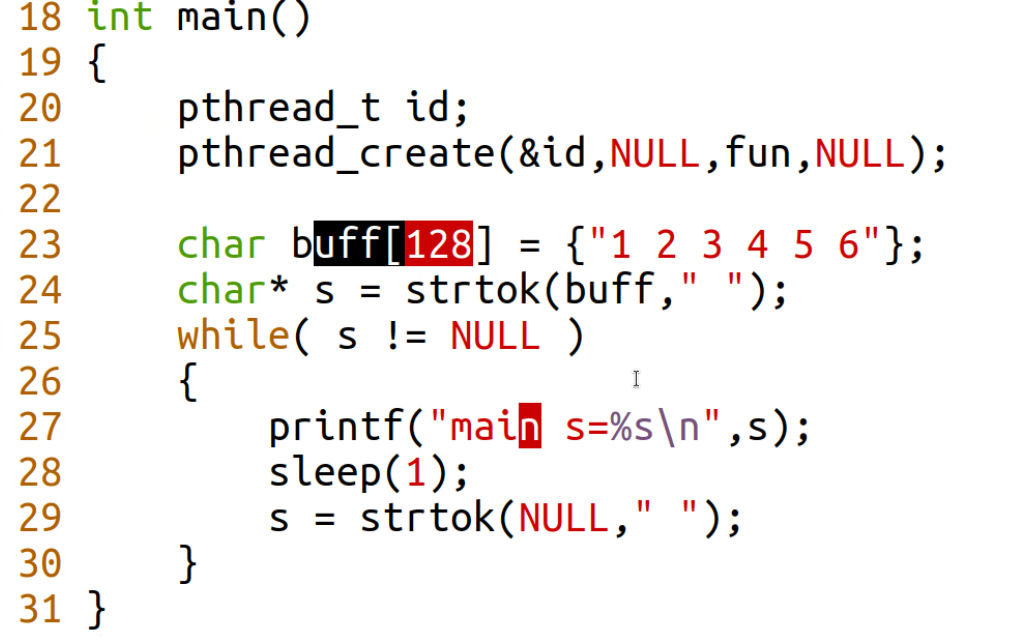 18 int main()
19 {
20     pthread_t id;
21     pthread_create(&id,NULL,fun,NULL);
22
23     char buff[128] = {"1 2 3 4 5 6"};
24     char* s = strtok(buff," ");
25     while( s != NULL )
26     {
27         printf("main s=%s\n",s);
28         sleep(1);
29         s = strtok(NULL," ");
30     }
31 }